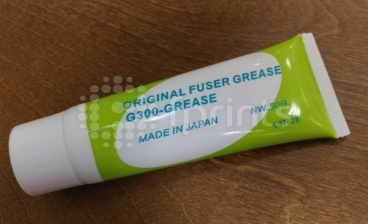 ORIGINAL FUSER GREASE
G300-GREASE
NW-50G
MADE IN JAPAN